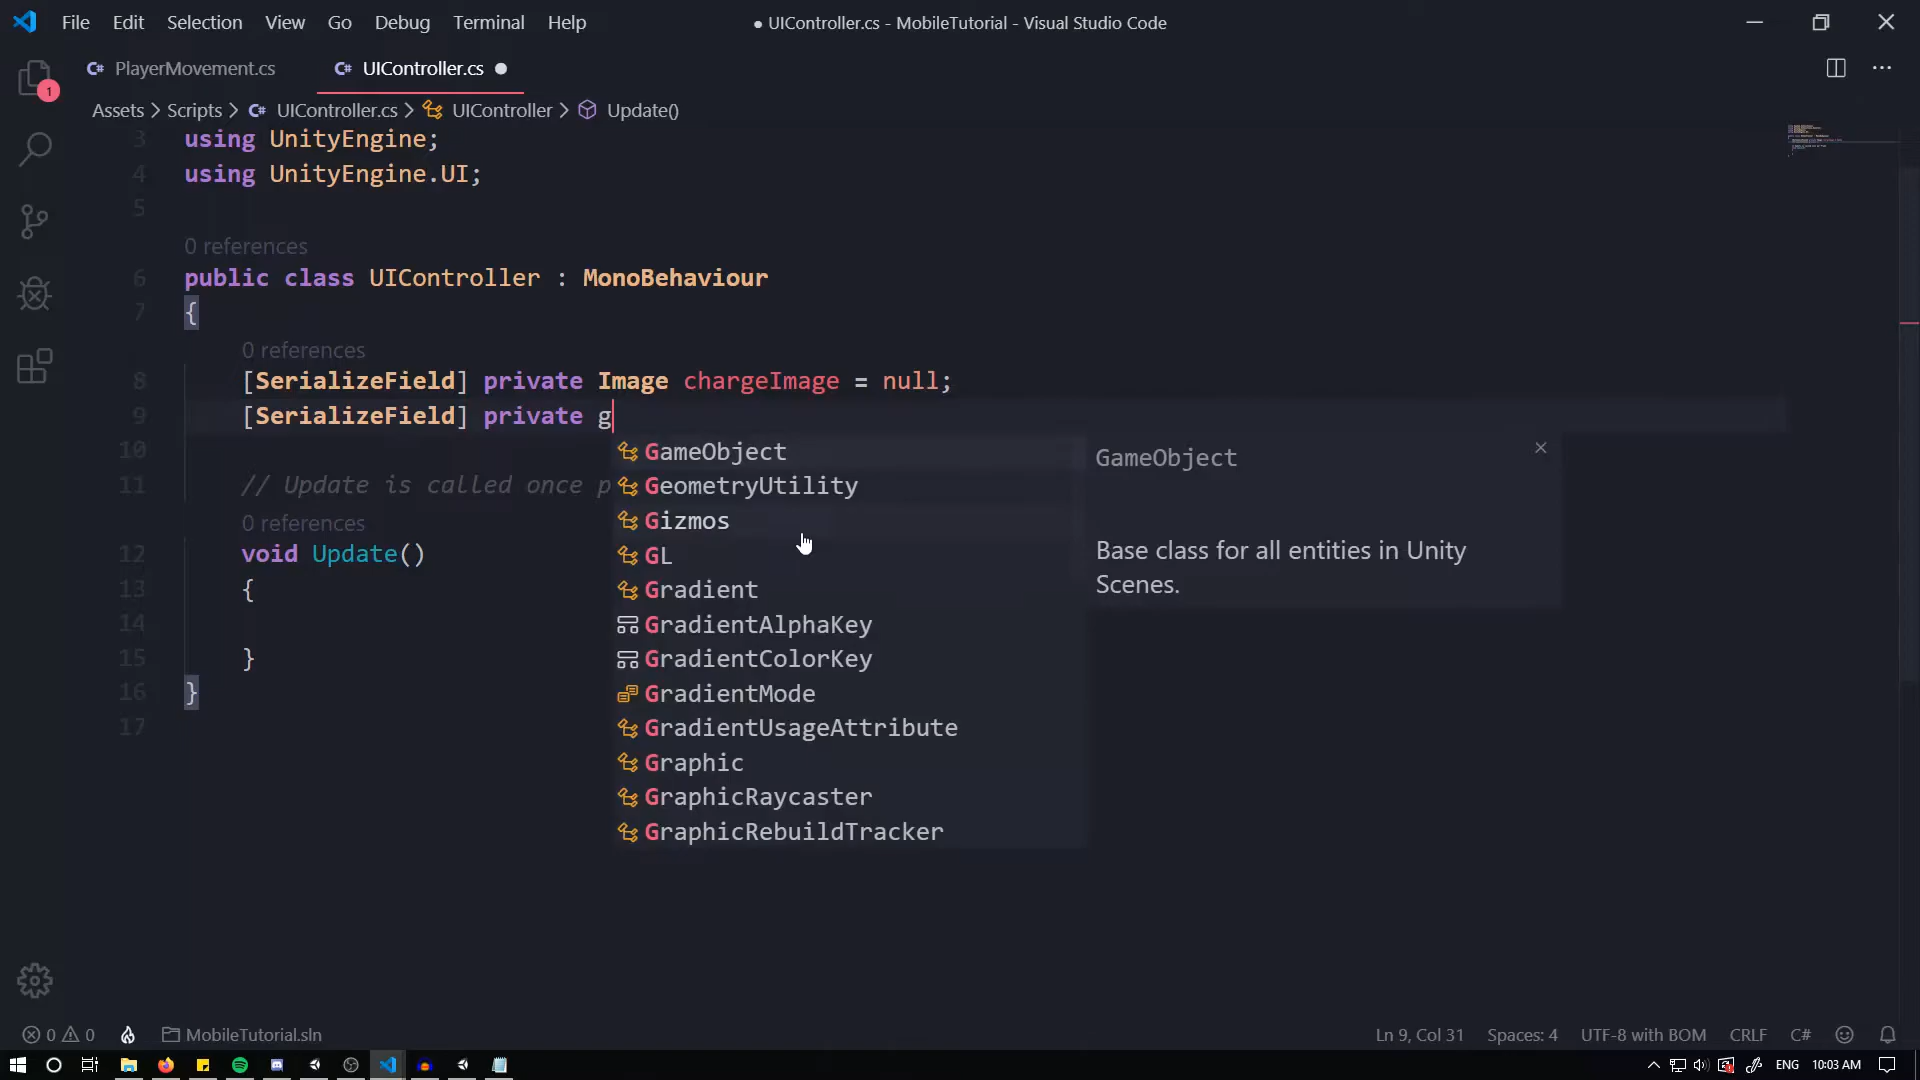 File Edit Selection View Go Debug Terminal Help
● UIController.cs - MobileTutorial - Visual Studio Code
C# PlayerMovement.cs
C# UIController.cs ●
1
Assets > Scripts > C# UIController.cs > UIController > Update()
3 using UnityEngine;
4 using UnityEngine.UI;
5
0 references
6 public class UIController : MonoBehaviour
7 {
0 references
8 [SerializeField] private Image chargeImage = null;
9 [SerializeField] private g
10
11 // Update is called once p
0 references
12 void Update()
13 {
14
15 }
16 }
17
GameObject
GeometryUtility
Gizmos
GL
Gradient
GradientAlphaKey
GradientColorKey
GradientMode
GradientUsageAttribute
Graphic
GraphicRaycaster
GraphicRebuildTracker
GameObject
Base class for all entities in Unity
Scenes.
0 0 MobileTutorial.sln
Ln 9, Col 31 Spaces: 4 UTF-8 with BOM CRLF C#
ENG 10:03 AM